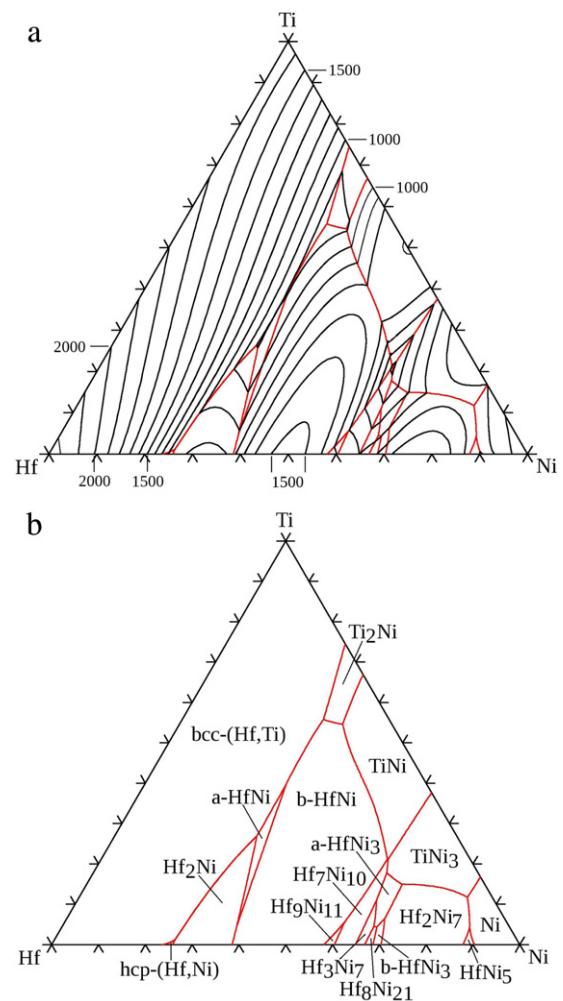 a
Ti
1500
1000
1000
2000
Hf
Ni
2000
1500
1500
b
Ti
Ti2Ni
bcc-(Hf,Ti)
TiNi
a-HfNi
b-HfNi
a-HfNi3
TiNi3
Hf2Ni
Hf7Ni10
Hf9Ni11
Hf2Ni7
Ni
Hf
Ni
hcp-(Hf,Ni)
Hf3Ni7
b-HfNi3
HfNi5
Hf8Ni21